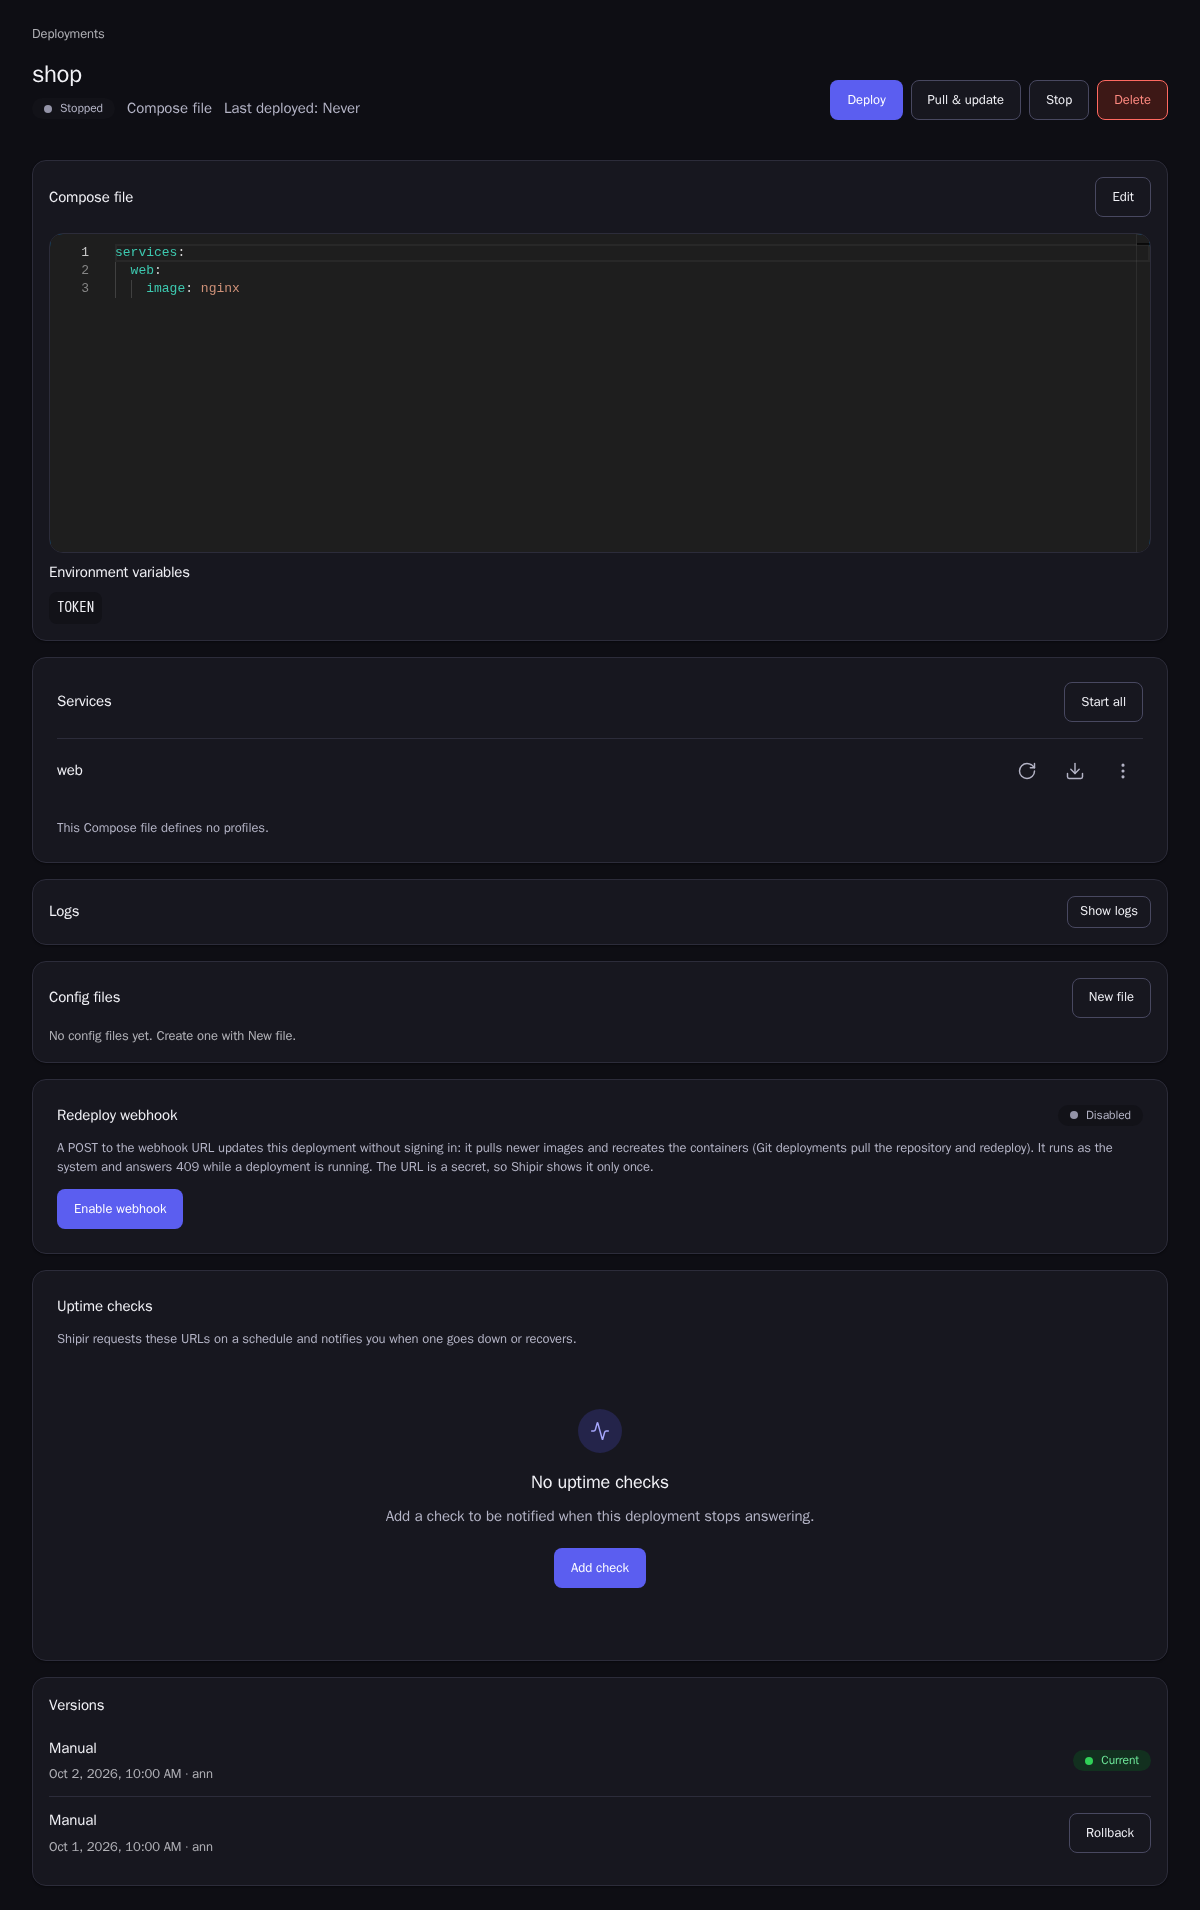 Deployments
shop
Stopped Compose file Last deployed: Never
Deploy Pull & update Stop Delete
Compose file Edit
1 services:
2 web:
3 image: nginx
Environment variables
TOKEN
Services Start all
web
This Compose file defines no profiles.
Logs Show logs
Config files New file
No config files yet. Create one with New file.
Redeploy webhook Disabled
A POST to the webhook URL updates this deployment without signing in: it pulls newer images and recreates the containers (Git deployments pull the repository and redeploy). It runs as the
system and answers 409 while a deployment is running. The URL is a secret, so Shipir shows it only once.
Enable webhook
Uptime checks
Shipir requests these URLs on a schedule and notifies you when one goes down or recovers.
No uptime checks
Add a check to be notified when this deployment stops answering.
Add check
Versions
Manual
Oct 2, 2026, 10:00 AM · ann
Current
Manual
Oct 1, 2026, 10:00 AM · ann
Rollback